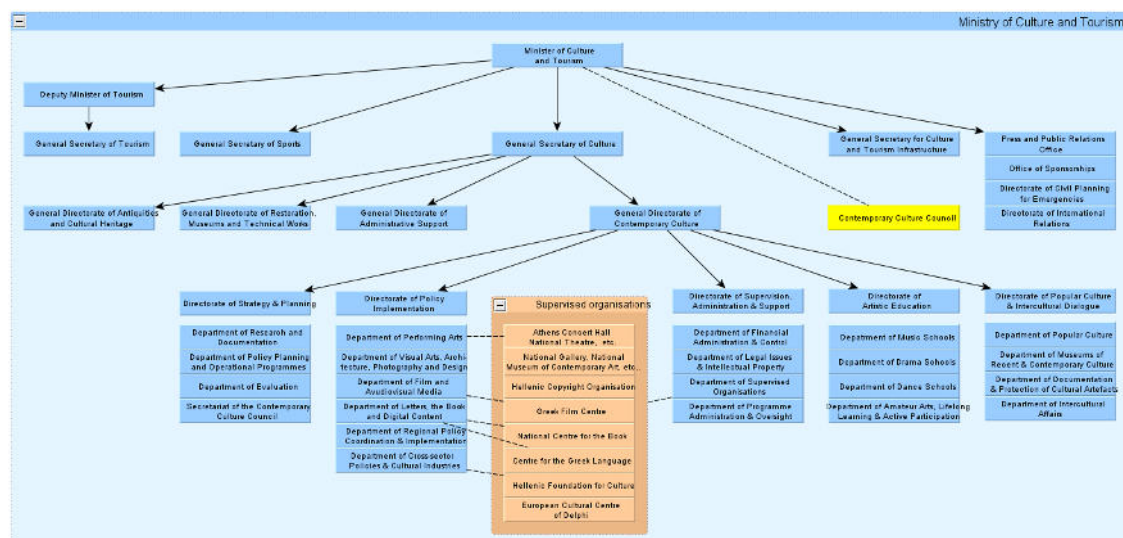 Ministry of Culture and Tourism
Minister of Culture
and Tourism
Deputy Minister of Tourism
General Secretary of Tourism
General Secretary of Sports
General Secretary of Culture
General Secretary for Culture
and Tourism Infrastructure
Press and Public Relations
Office
Office of Sponsorships
Directorate of Civil Planning
for Emergencies
Directorate of International
Relations
General Directorate of Antiquities
and Cultural Heritage
General Directorate of Restoration,
Museums and Technical Works
General Directorate of
Administrative Support
General Directorate of
Contemporary Culture
Contemporary Culture Council
Directorate of Strategy & Planning
Department of Research and
Documentation
Department of Policy Planning
and Operational Programmes
Department of Evaluation
Secretariat of the Contemporary
Culture Council
Directorate of Policy
Implementation
Department of Performing Arts
Department of Visual Arts, Archi-
tecture, Photography and Design
Department of Film and
Audiovisual Media
Department of Letters, the Book
and Digital Content
Department of Regional Policy
Coordination & Implementation
Department of Cross-sector
Policies & Cultural Industries
Supervised organisations
Athens Concert Hall
National Theatre, etc.
National Gallery, National
Museum of Contemporary Art, etc..
Hellenic Copyright Organisation
Greek Film Centre
National Centre for the Book
Centre for the Greek Language
Hellenic Foundation for Culture
European Cultural Centre
of Delphi
Directorate of Supervision,
Administration & Support
Department of Financial
Administration & Control
Department of Legal Issues
& Intellectual Property
Department of Supervised
Organisations
Department of Programme
Administration & Oversight
Directorate of
Artistic Education
Department of Music Schools
Department of Drama Schools
Department of Dance Schools
Department of Amateur Arts, Lifelong
Learning & Active Participation
Directorate of Popular Culture
& Intercultural Dialogue
Department of Popular Culture
Department of Museums of
Recent & Contemporary Culture
Department of Documentation
& Protection of Cultural Artefacts
Department of Intercultural
Affairs